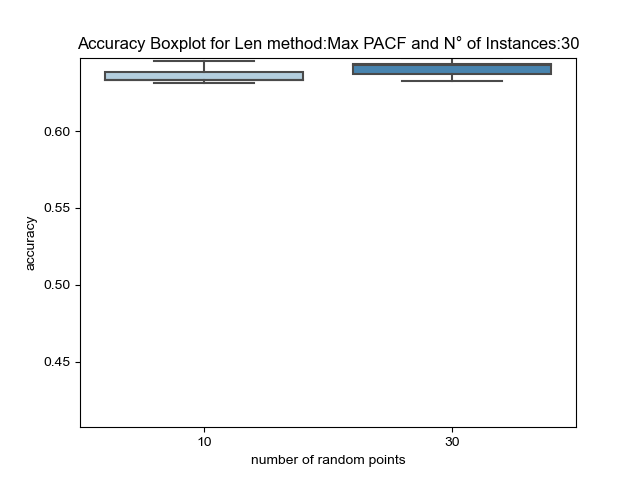 Accuracy Boxplot for Len method:Max PACF and N° of Instances:30
0.60
0.55
0.50
0.45
accuracy
10 30
number of random points